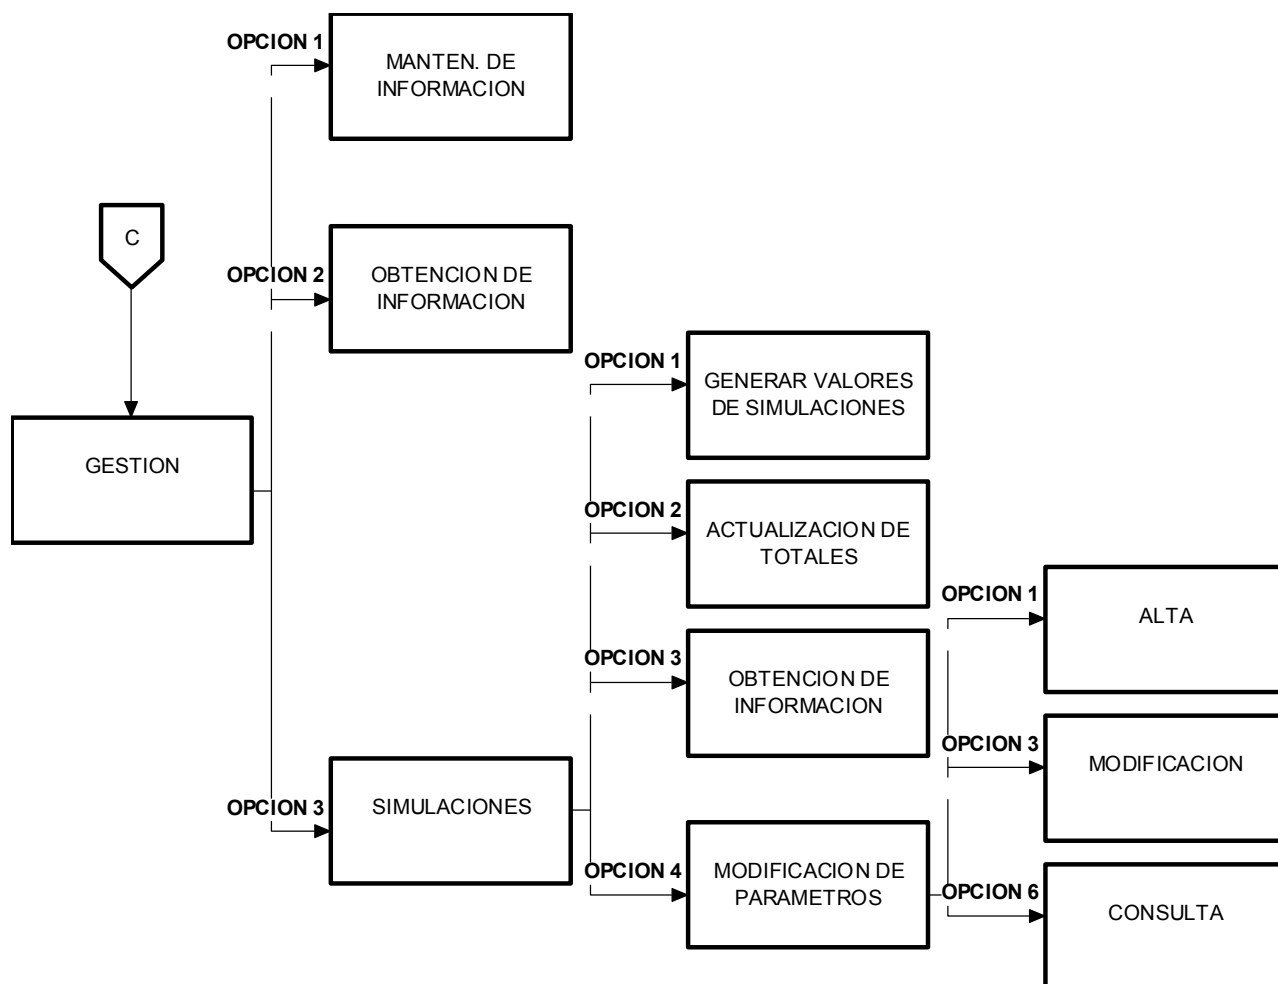 OPCION 1
MANTEN. DE
INFORMACION
C
OPCION 2
OBTENCION DE
INFORMACION
GESTION
OPCION 3
SIMULACIONES
OPCION 1
GENERAR VALORES
DE SIMULACIONES
OPCION 2
ACTUALIZACION DE
TOTALES
OPCION 3
OBTENCION DE
INFORMACION
OPCION 4
MODIFICACION DE
PARAMETROS
OPCION 1
ALTA
OPCION 3
MODIFICACION
OPCION 6
CONSULTA